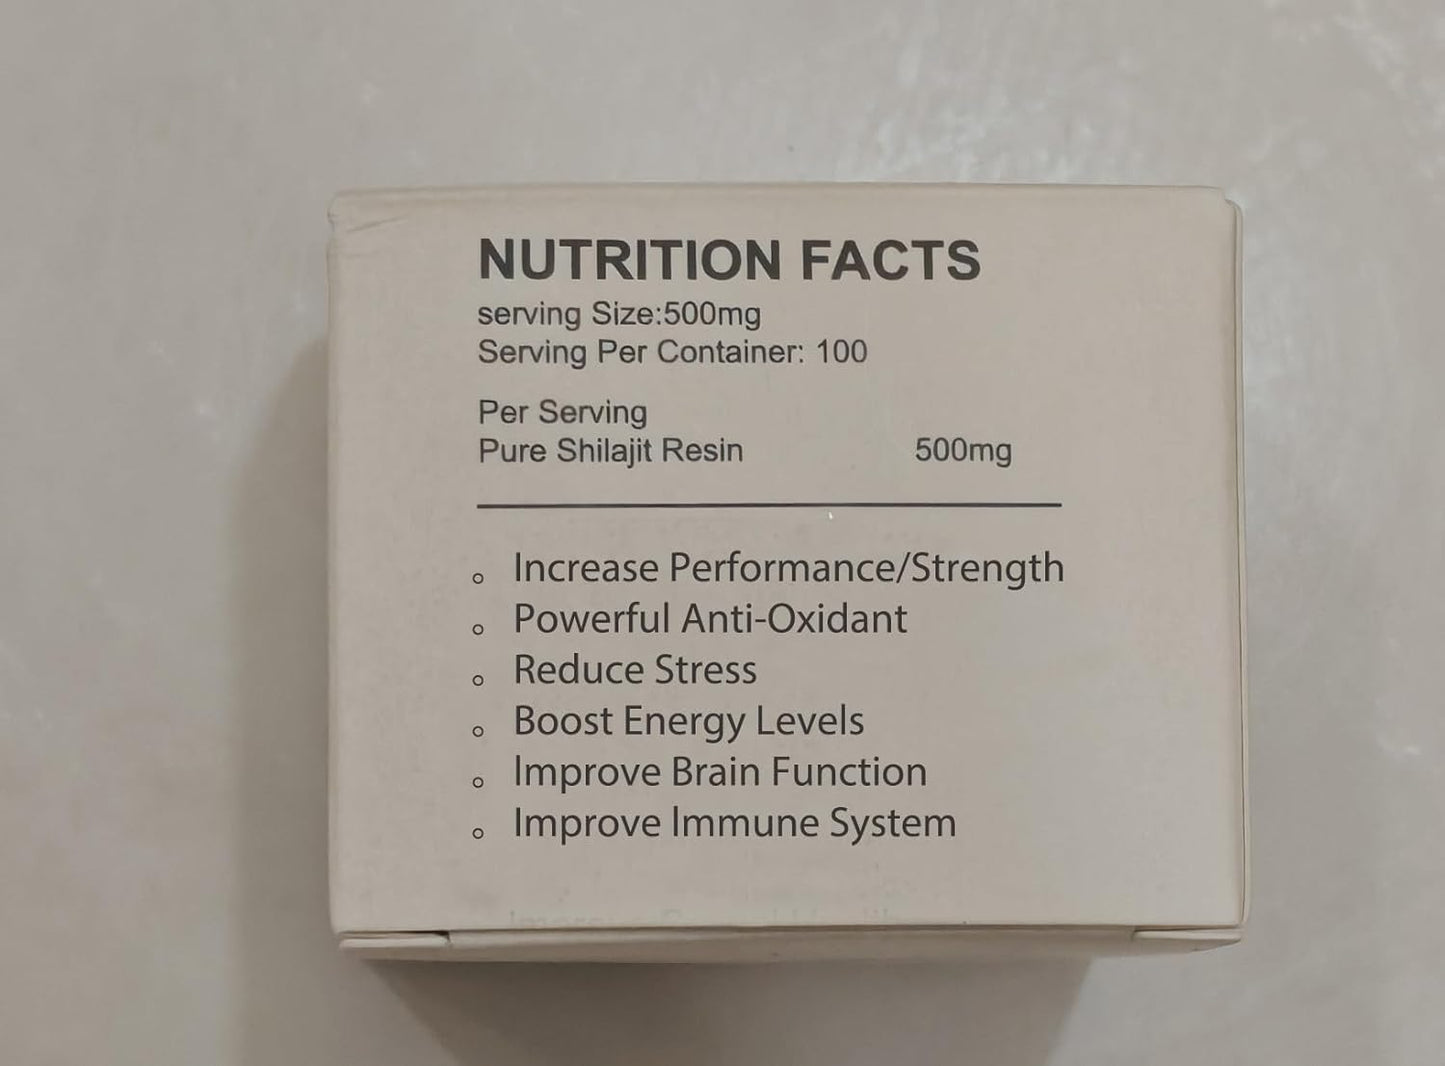 NUTRITION FACTS
serving Size:500mg
Serving Per Container: 100
Per Serving
Pure Shilajit Resin 500mg
Increase Performance/Strength
Powerful Anti-Oxidant
Reduce Stress
Boost Energy Levels
Improve Brain Function
Improve Immune System